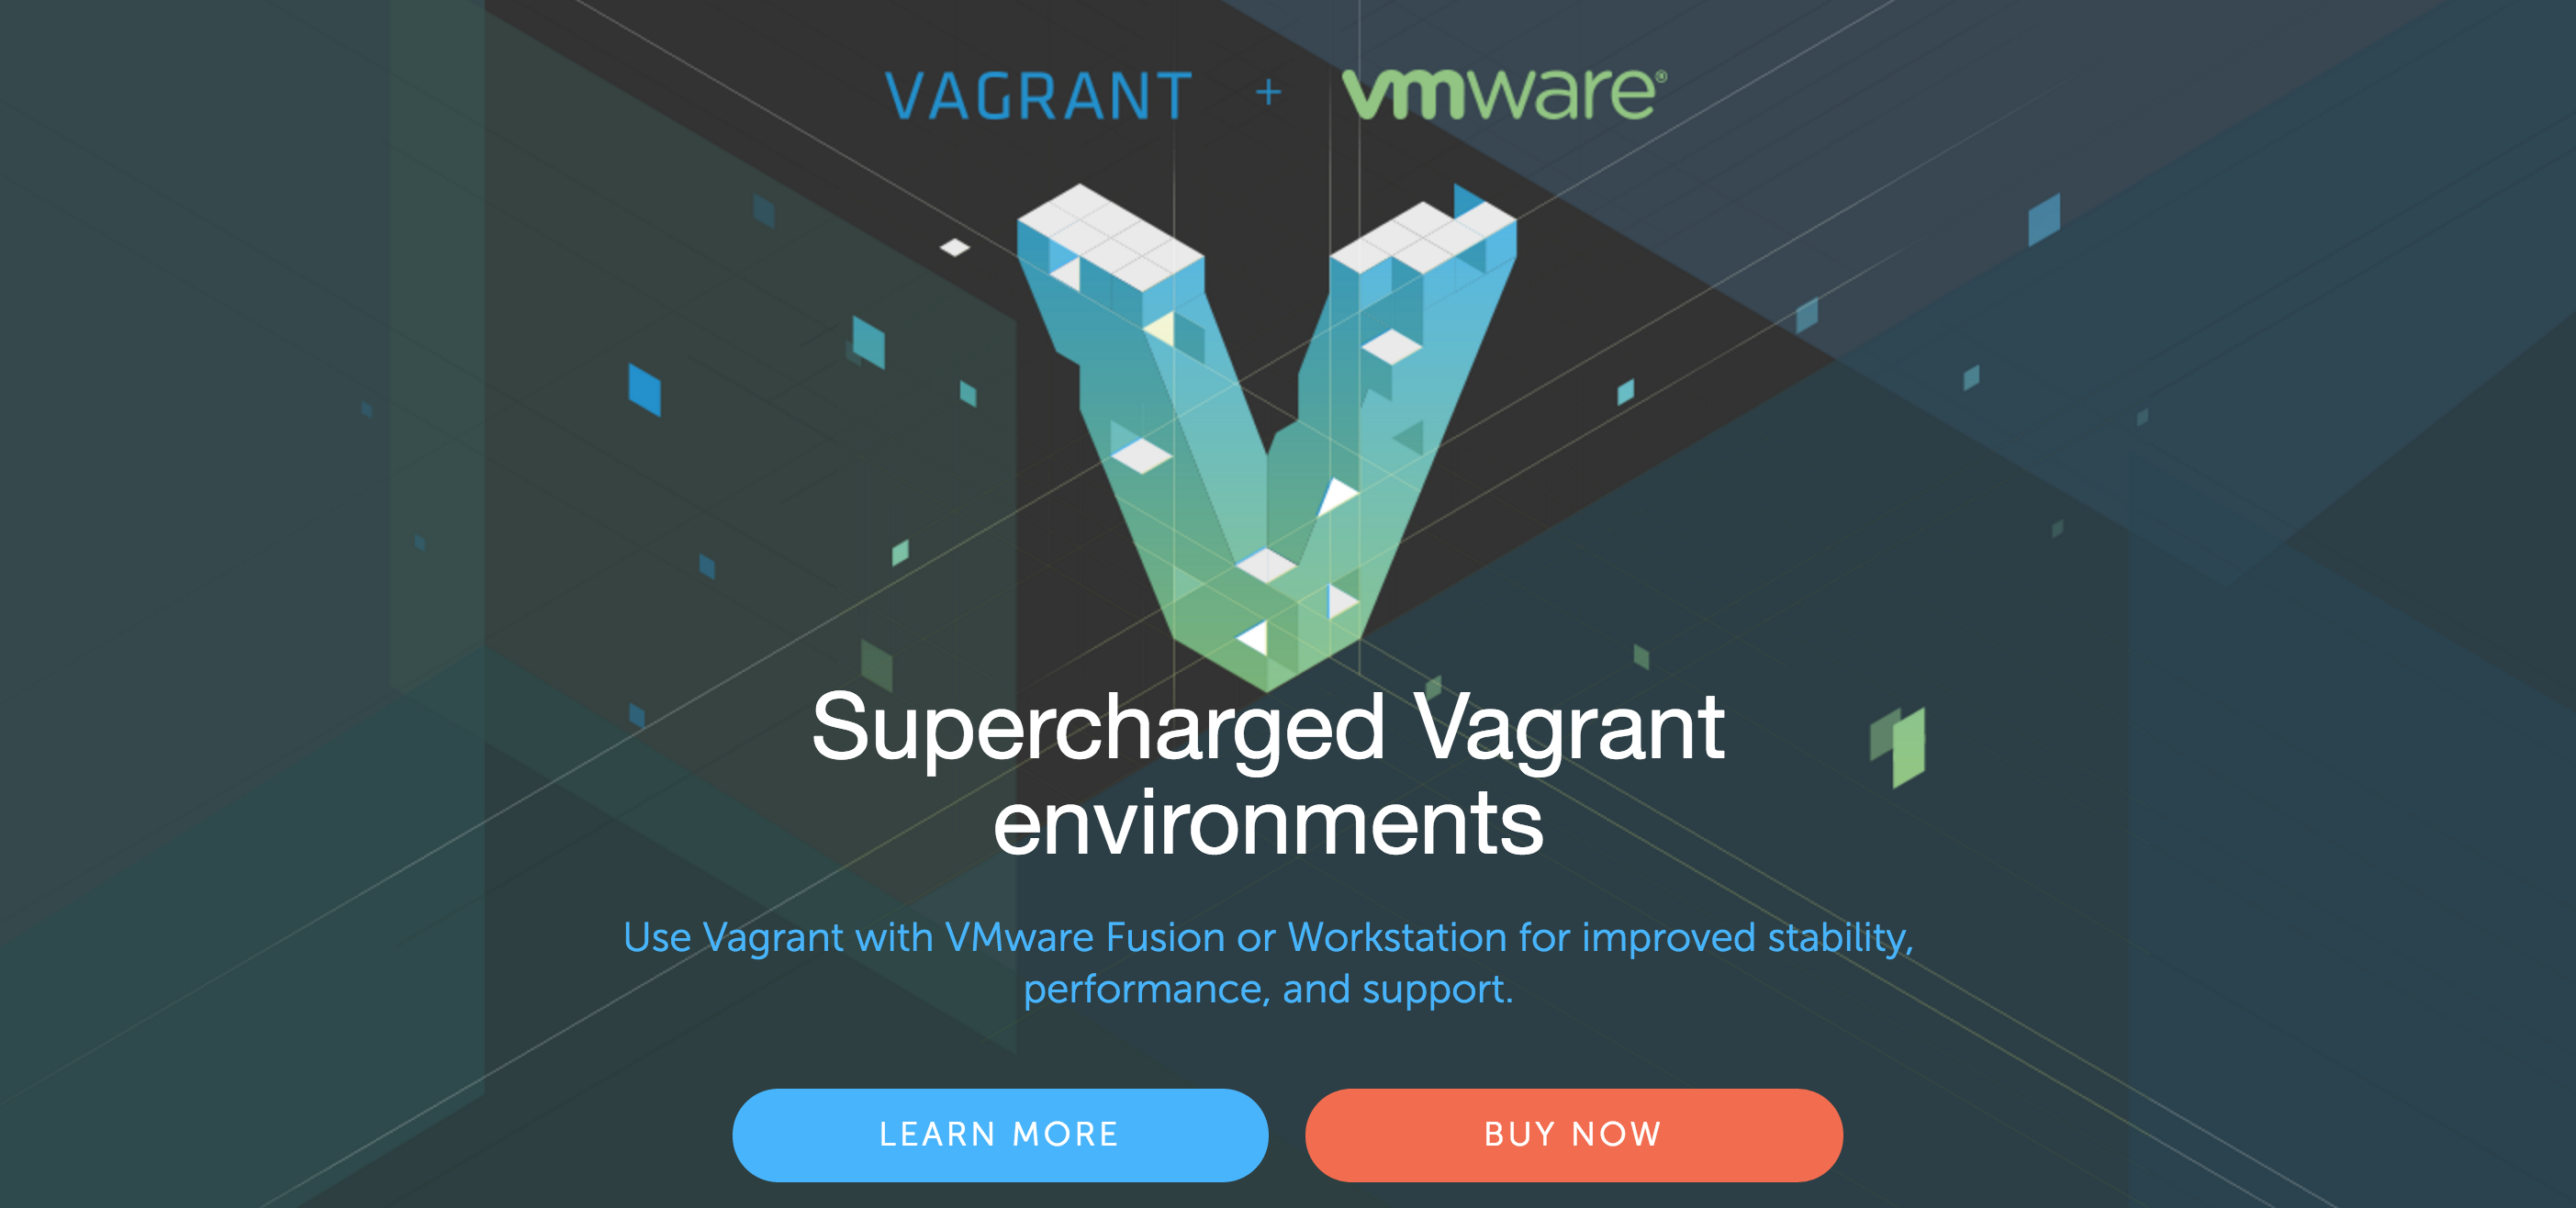 VAGRANT + vmware®
Supercharged Vagrant
environments
Use Vagrant with VMware Fusion or Workstation for improved stability,
performance, and support.
LEARN MORE
BUY NOW